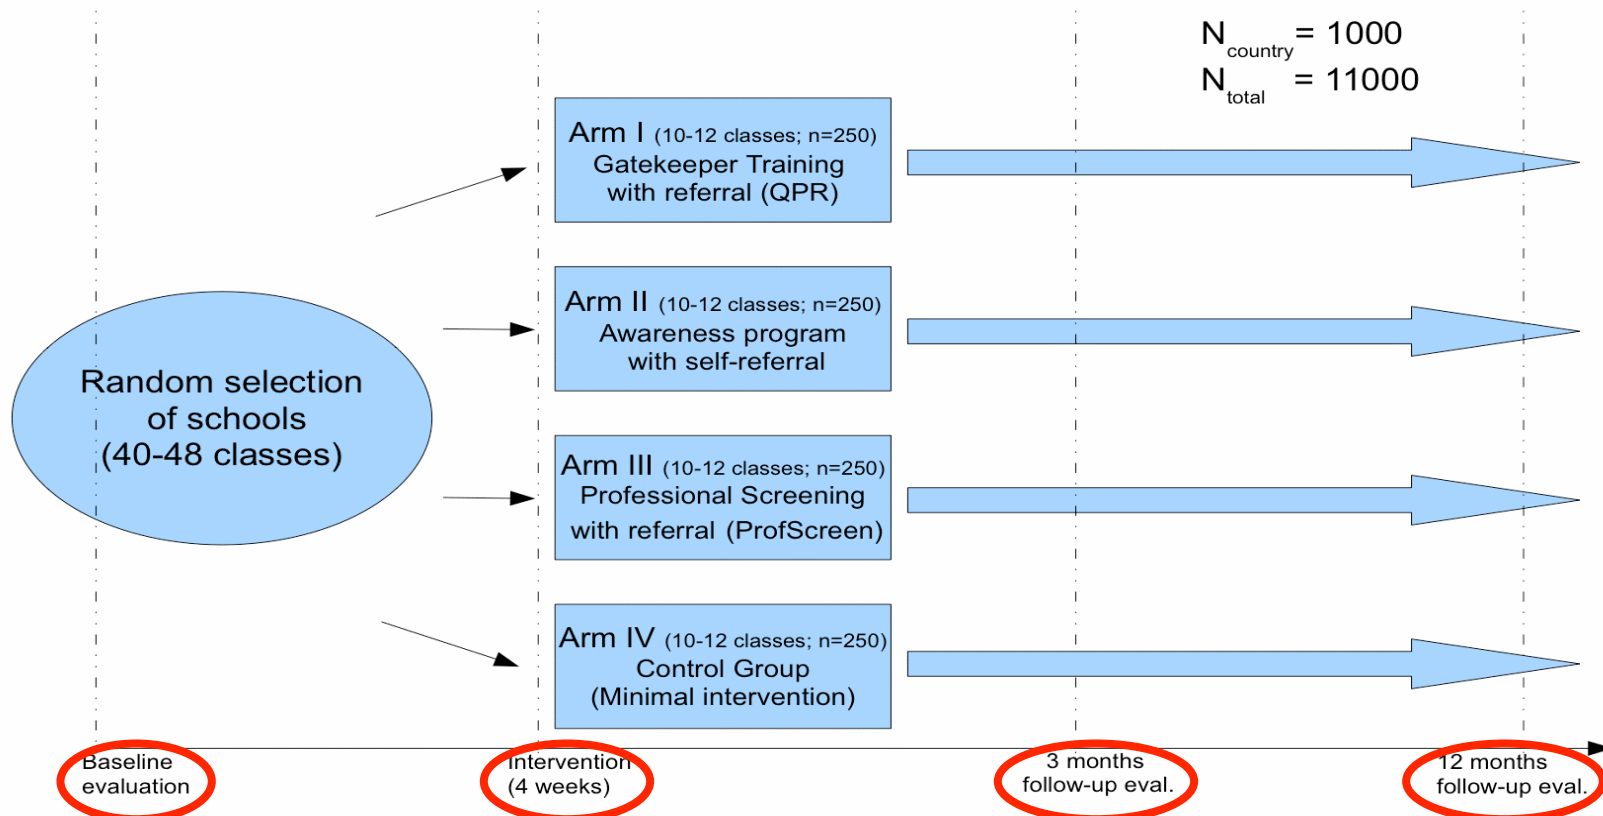 N country = 1000
N total = 11000
Arm I (10-12 classes; n=250)
Gatekeeper Training
with referral (QPR)
Arm II (10-12 classes; n=250)
Awareness program
with self-referral
Random selection
of schools
(40-48 classes)
Arm III (10-12 classes; n=250)
Professional Screening
with referral (ProfScreen)
Arm IV (10-12 classes; n=250)
Control Group
(Minimal intervention)
Baseline
evaluation
Intervention
(4 weeks)
3 months
follow-up eval.
12 months
follow-up eval.